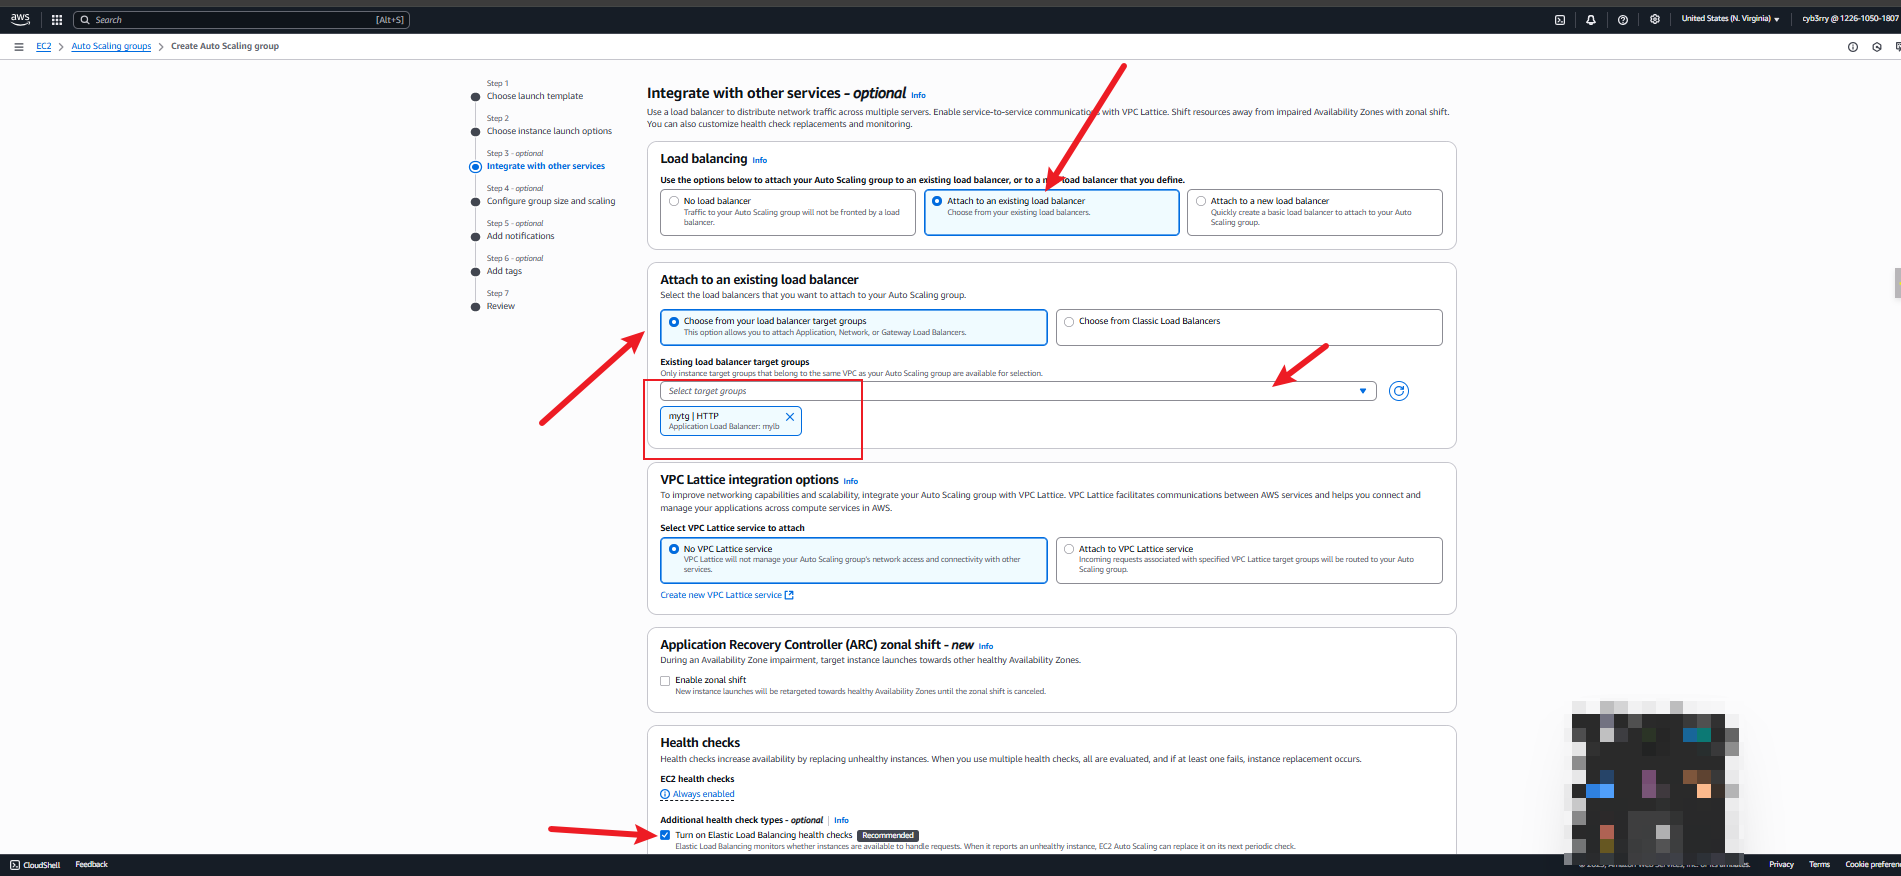 aws
Search [Alt+S]
United States (N. Virginia)
cyb3rry @ 1226-1050-1807
EC2 > Auto Scaling groups > Create Auto Scaling group
Step 1
Choose launch template
Step 2
Choose instance launch options
Step 3 - optional
Integrate with other services
Step 4 - optional
Configure group size and scaling
Step 5 - optional
Add notifications
Step 6 - optional
Add tags
Step 7
Review
Integrate with other services - optional Info
Use a load balancer to distribute network traffic across multiple servers. Enable service-to-service communications with VPC Lattice. Shift resources away from impaired Availability Zones with zonal shift.
You can also customize health check replacements and monitoring.
Load balancing Info
Use the options below to attach your Auto Scaling group to an existing load balancer, or to a new load balancer that you define.
No load balancer
Traffic to your Auto Scaling group will not be fronted by a load
balancer.
Attach to an existing load balancer
Choose from your existing load balancers.
Attach to a new load balancer
Quickly create a basic load balancer to attach to your Auto
Scaling group.
Attach to an existing load balancer
Select the load balancers that you want to attach to your Auto Scaling group.
Choose from your load balancer target groups
This option allows you to attach Application, Network, or Gateway Load Balancers.
Choose from Classic Load Balancers
Existing load balancer target groups
Only instance target groups that belong to the same VPC as your Auto Scaling group are available for selection.
Select target groups
mytg | HTTP
Application Load Balancer: mylb
VPC Lattice integration options Info
To improve networking capabilities and scalability, integrate your Auto Scaling group with VPC Lattice. VPC Lattice facilitates communications between AWS services and helps you connect and
manage your applications across compute services in AWS.
Select VPC Lattice service to attach
No VPC Lattice service
VPC Lattice will not manage your Auto Scaling group's network access and connectivity with other
services.
Attach to VPC Lattice service
Incoming requests associated with specified VPC Lattice target groups will be routed to your Auto
Scaling group.
Create new VPC Lattice service
Application Recovery Controller (ARC) zonal shift - new Info
During an Availability Zone impairment, target instance launches towards other healthy Availability Zones.
Enable zonal shift
New instance launches will be retargeted towards healthy Availability Zones until the zonal shift is canceled.
Health checks
Health checks increase availability by replacing unhealthy instances. When you use multiple health checks, all are evaluated, and if at least one fails, instance replacement occurs.
EC2 health checks
Always enabled
Additional health check types - optional | Info
Turn on Elastic Load Balancing health checks Recommended
Elastic Load Balancing monitors whether instances are available to handle requests. When it reports an unhealthy instance, EC2 Auto Scaling can replace it on its next periodic check.
CloudShell Feedback
Privacy Terms Cookie preferen